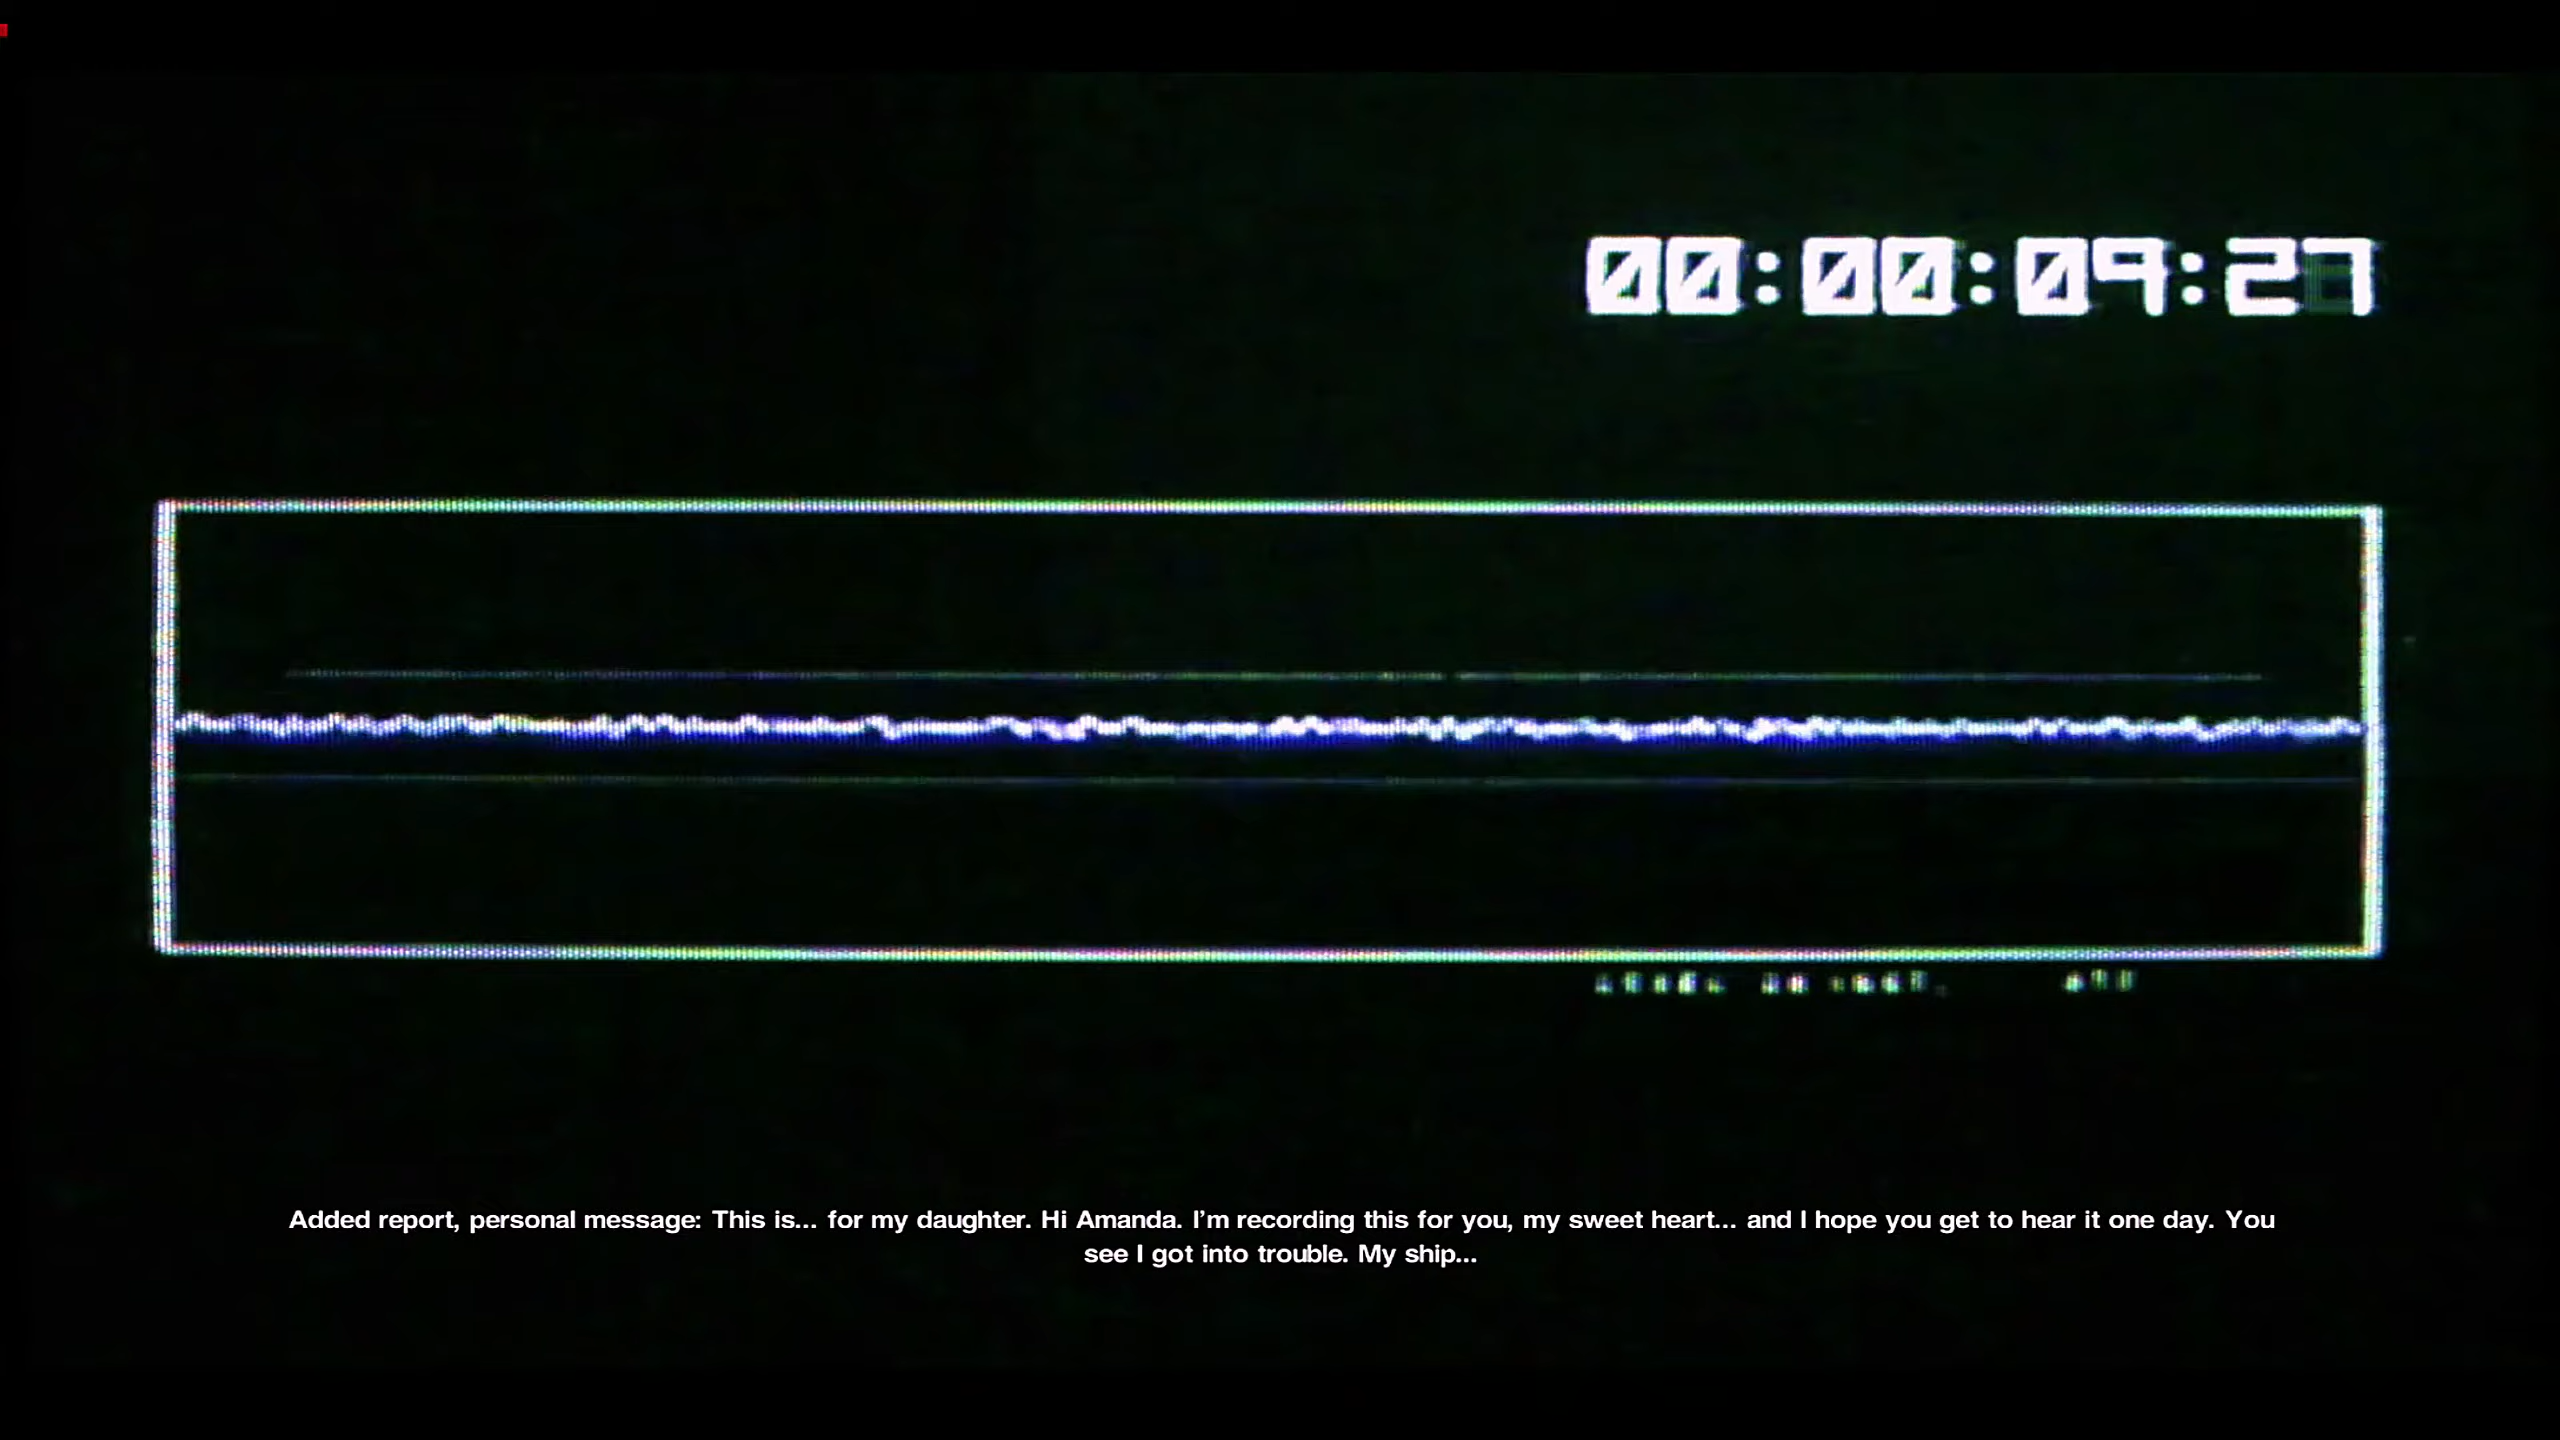 00:00:09:27
Added report, personal message: This is... for my daughter. Hi Amanda. I'm recording this for you, my sweet heart... and I hope you get to hear it one day. You
see I got into trouble. My ship...